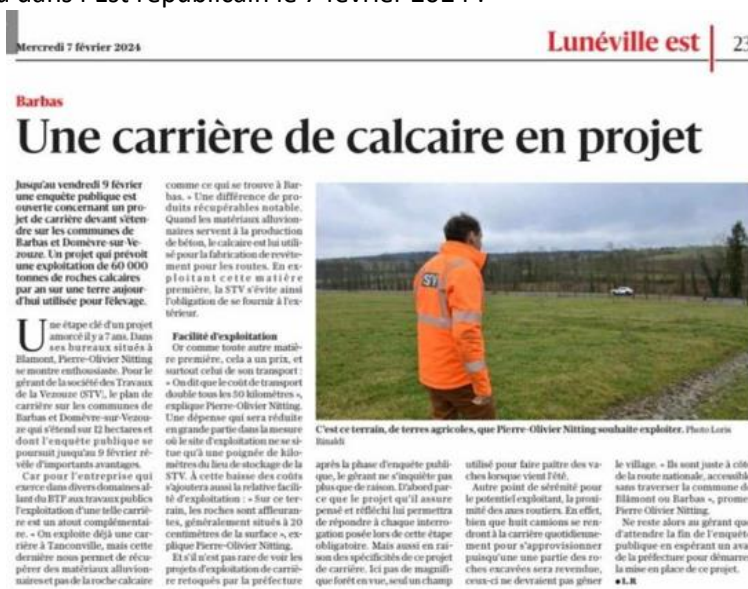 dans l'Est républicain le 7 février 2024 :
Mercredi 7 février 2024
Lunéville est
23
Barbas
Une carrière de calcaire en projet
Jusqu'au vendredi 9 février
une enquête publique est
ouverte concernant un pro-
jet de carrière devant s'éten-
dre sur les communes de
Barbas et Domèvre-sur-Ve-
zouze. Un projet qui prévoit
une exploitation de 60 000
tonnes de roches calcaires
par an sur une terre aujour-
d'hui utilisée pour l'élevage.
Une étape clé d'un projet
amorcé il y a 7 ans. Dans
ses bureaux situés à
Blamont, Pierre-Olivier Nitting
se montre enthousiaste. Pour le
gérant de la société des Travaux
de la Vezouze (STV), le plan de
carrière sur les communes de
Barbas et Domèvre-sur-Vezou-
ze qui s'étend sur 12 hectares et
dont l'enquête publique se
poursuit jusqu'au 9 février ré-
vèle d'importants avantages.
Car pour l'entreprise qui
exerce dans divers domaines al-
lant du BTP aux travaux publics
l'exploitation d'une telle carriè-
re est un atout complémentai-
re. « On exploite déjà une car-
rière à Tanconville, mais cette
dernière nous permet de récu-
pérer des matériaux alluvion-
naires et pas de la roche calcaire
comme ce qui se trouve à Bar-
bas. » Une différence de pro-
duits récupérables notable.
Quand les matériaux alluvion-
naires servent à la production
de béton, le calcaire est lui utili-
sé pour la fabrication de revête-
ment pour les routes. En ex-
ploitant cette matière
première, la STV s'évite ainsi
l'obligation de se fournir à l'ex-
térieur.
Facilité d'exploitation
Or comme toute autre matiè-
re première, cela a un prix, et
surtout celui de son transport :
« On dit que le coût de transport
double tous les 50 kilomètres »,
explique Pierre-Olivier Nitting.
Une dépense qui sera réduite
en grande partie dans la mesure
où le site d'exploitation ne se si-
tue qu'à une poignée de kilo-
mètres du lieu de stockage de la
STV. À cette baisse des coûts
s'ajoutera aussi la relative facili-
té d'exploitation : « Sur ce ter-
rain, les roches sont affleuran-
tes, généralement situés à 20
centimètres de la surface », ex-
plique Pierre-Olivier Nitting.
Et s'il n'est pas rare de voir les
projets d'exploitation de carriè-
re retoqués par la préfecture
STV
C'est ce terrain, de terres agricoles, que Pierre-Olivier Nitting souhaite exploiter. Photo Loris
Rinaldi
après la phase d'enquête publi-
que, le gérant ne s'inquiète pas
plus que de raison. D'abord par-
ce que le projet qu'il assure
pensé et réfléchi lui permettra
de répondre à chaque interro-
gation posée lors de cette étape
obligatoire. Mais aussi en rai-
son des spécificités de ce projet
de carrière. Ici pas de magnifi-
que forêt en vue, seul un champ
utilisé pour faire paître des va-
ches lorsque vient l'été.
Autre point de sérénité pour
le potentiel exploitant, la proxi-
mité des axes routiers. En effet,
bien que huit camions se ren-
dront à la carrière quotidienne-
ment pour s'approvisionner
puisqu'une une partie des ro-
ches excavées sera revendue,
ceux-ci ne devraient pas gêner
le village. « Ils sont juste à côté
de la route nationale, accessible
sans traverser la commune de
Blâmont ou Barbas », promet
Pierre Olivier Nitting.
Ne reste alors au gérant que
d'attendre la fin de l'enquête
publique en espérant un avis
de la préfecture pour démarrer
la mise en place de ce projet.
• L.R